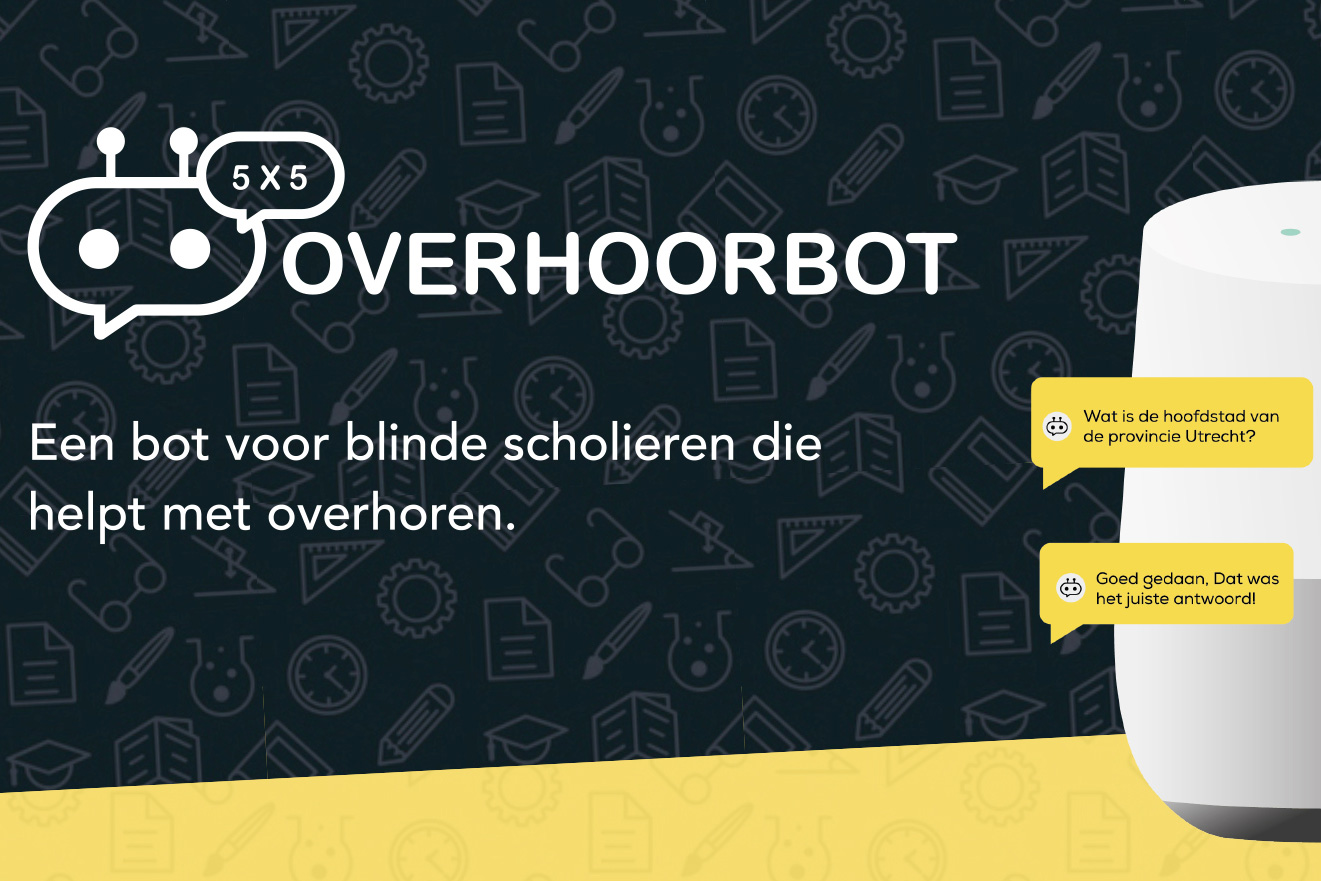 5 X 5
OVERHOORBOT
Een bot voor blinde scholieren die
helpt met overhoren.
Wat is de hoofdstad van
de provincie Utrecht?
Goed gedaan, Dat was
het juiste antwoord!